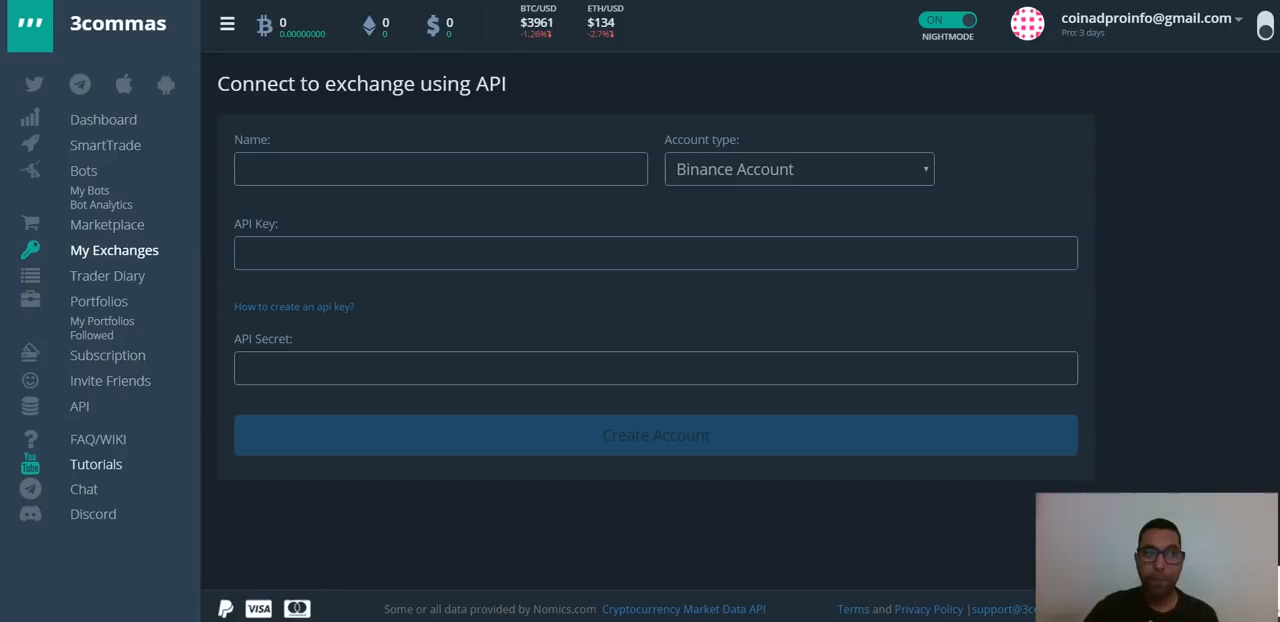 3commas
0
0.00000000
0
0
0
0
BTC/USD
$3961
-1.26%
ETH/USD
$134
-2.7%
ON
NIGHTMODE
coinadproinfo@gmail.com
Pro: 3 days
Dashboard
SmartTrade
Bots
My Bots
Bot Analytics
Marketplace
My Exchanges
Trader Diary
Portfolios
My Portfolios
Followed
Subscription
Invite Friends
API
FAQ/WIKI
You
Tube
Tutorials
Chat
Discord
Connect to exchange using API
Name:
Account type:
Binance Account
API Key:
How to create an api key?
API Secret:
Create Account
VISA
Some or all data provided by Nomics.com Cryptocurrency Market Data API
Terms and Privacy Policy |support@3c